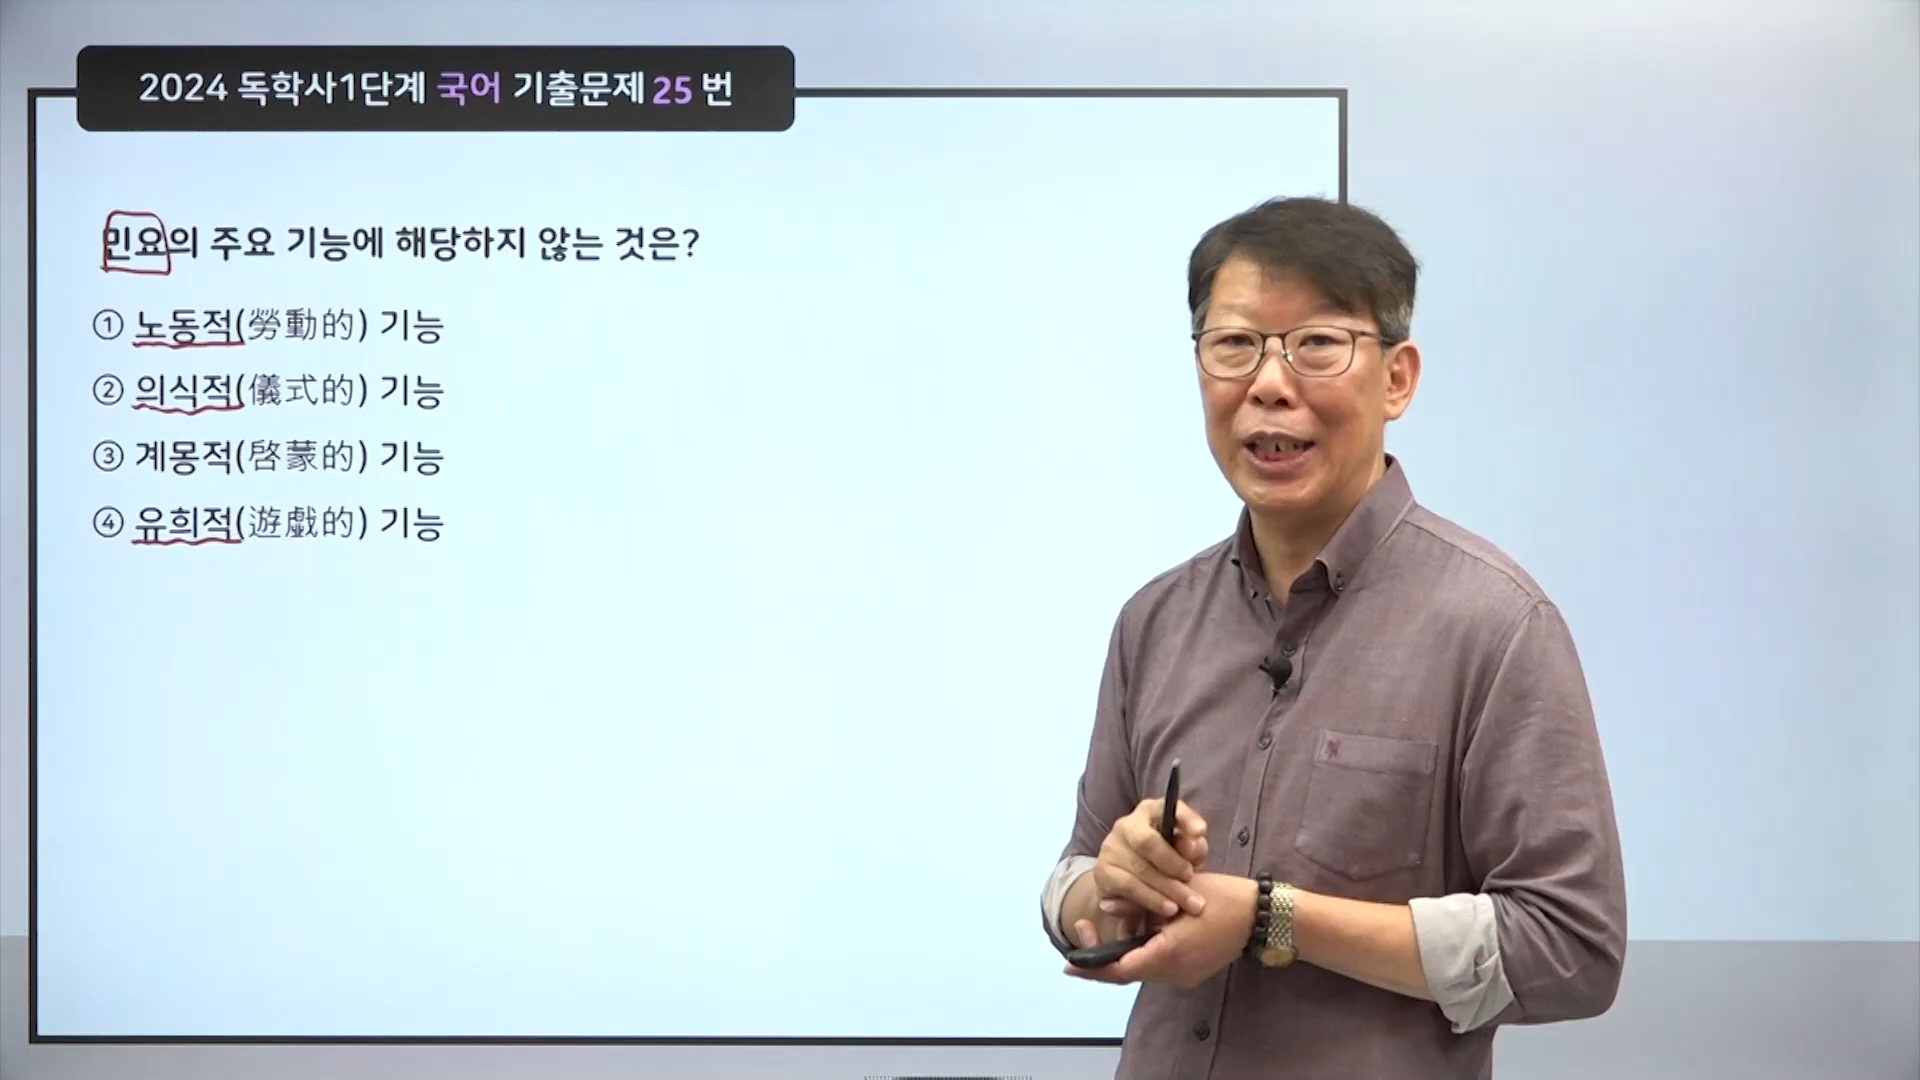 2024 독학사1단계 국어 기출문제 25 번
민요의 주요 기능에 해당하지 않는 것은?
① 노동적(勞動的) 기능
② 의식적(儀式的) 기능
③ 계몽적(啓蒙的) 기능
④ 유희적(遊戱的) 기능